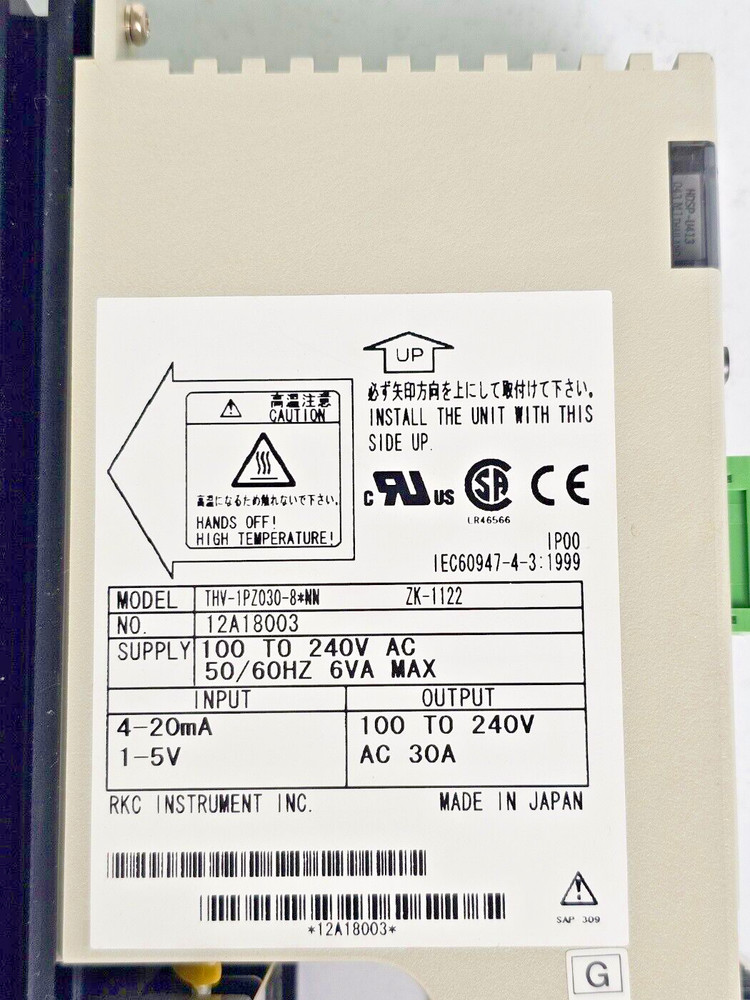 HDSP-U413
UP
必ず矢印方向を上にして取付けて下さい。
INSTALL THE UNIT WITH THIS
SIDE UP.
高温注意
CAUTION
高温になるため触れないで下さい。
HANDS OFF!
HIGH TEMPERATURE!
c RU US
SA
CE
LR46566
IP00
IEC60947-4-3:1999
MODEL THV-1PZ030-8*NN ZK-1122
NO. 12A18003
SUPPLY 100 TO 240V AC
50/60HZ 6VA MAX
INPUT OUTPUT
4-20mA 100 TO 240V
1-5V AC 30A
RKC INSTRUMENT INC. MADE IN JAPAN
*12A18003*
SAP 309
G